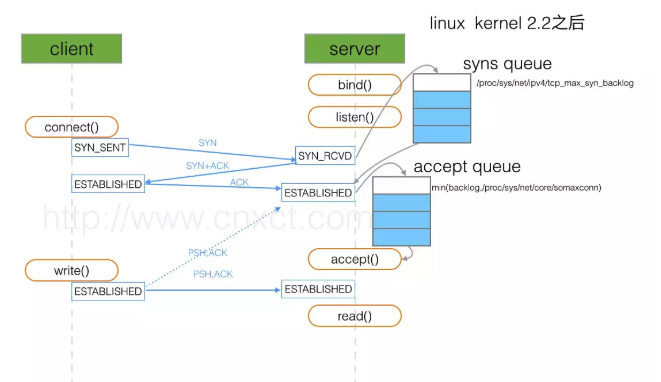 linux kernel 2.2之后
client
server
syns queue
bind()
/proc/sys/net/ipv4/tcp_max_syn_backlog
listen()
connect()
SYN_SENT
SYN
SYN_RCVD
SYN+ACK
accept queue
ESTABLISHED
ACK
ESTABLISHED
min(backlog,/proc/sys/net/core/somaxconn)
http://www.cnxct.com
PSH,ACK
accept()
write()
PSH,ACK
ESTABLISHED
ESTABLISHED
read()